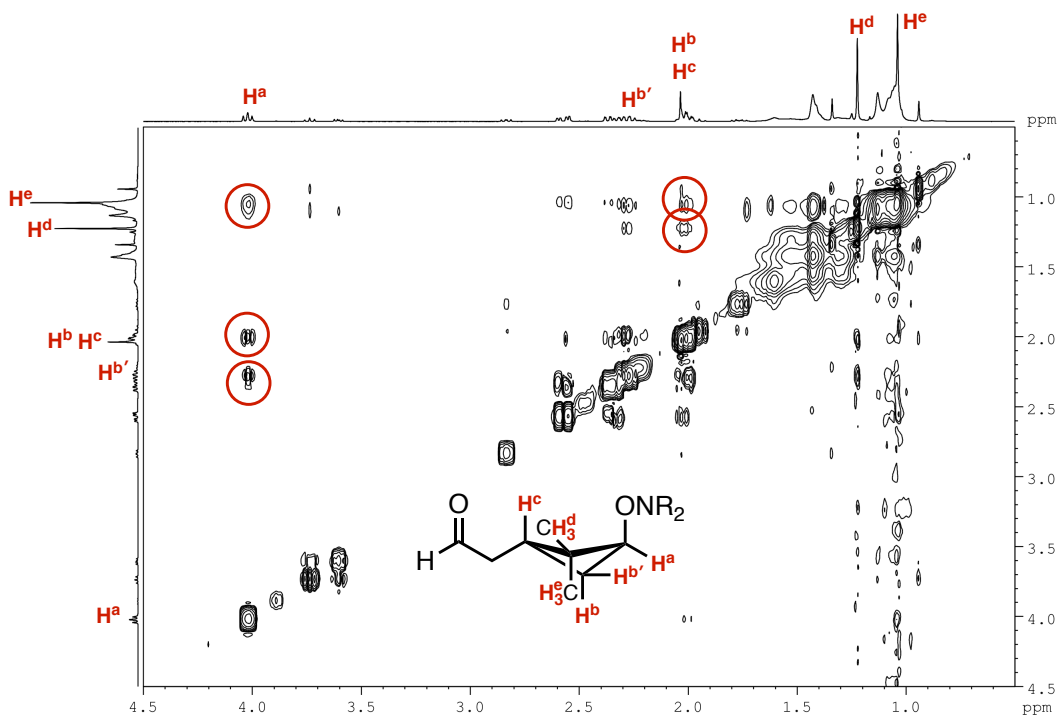 Hᵈ Hᵉ
Hᵇ
Hᶜ
Hᵃ Hᵇ′
ppm
Hᵉ
1.0
Hᵈ
1.5
Hᵇ Hᶜ
2.0
Hᵇ′
2.5
3.0
O Hᶜ ONR₂
CH₃ᵈ
3.5
H Hᵃ
Hᵇ′
H₃ᵉC
Hᵇ
Hᵃ
4.0
4.5
4.5 4.0 3.5 3.0 2.5 2.0 1.5 1.0 ppm